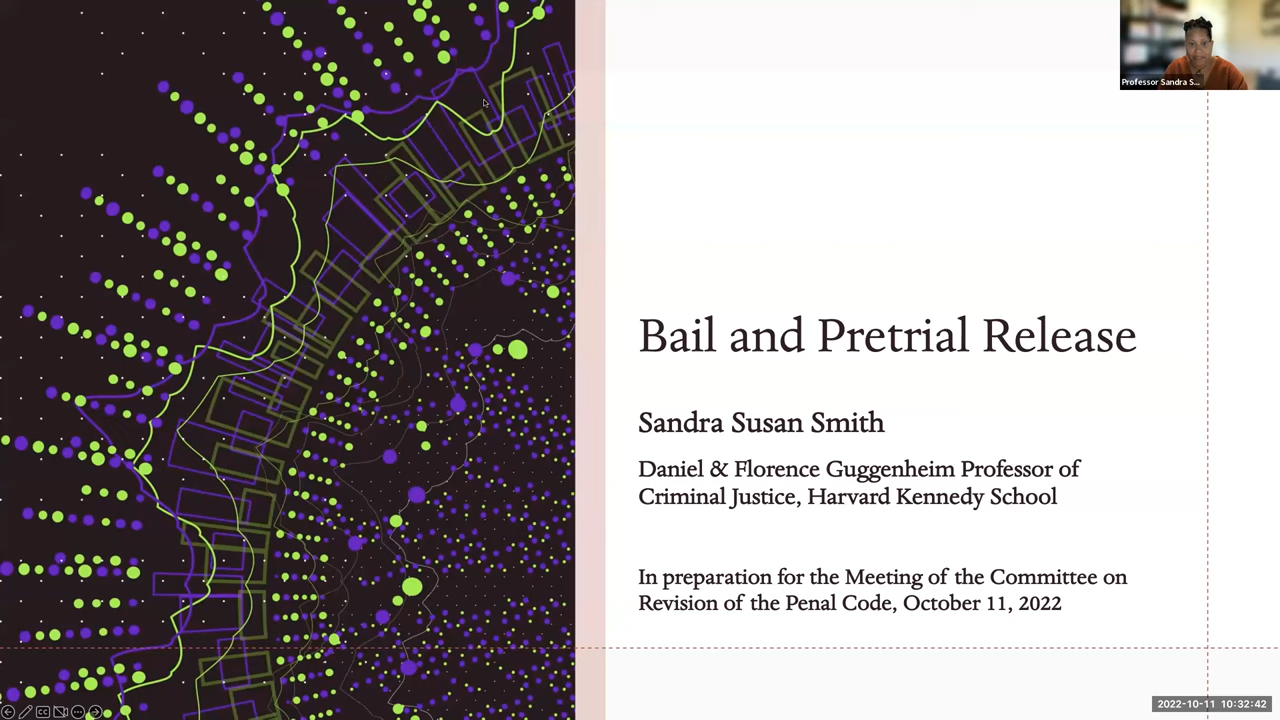 Professor Sandra S...
Bail and Pretrial Release
Sandra Susan Smith
Daniel & Florence Guggenheim Professor of
Criminal Justice, Harvard Kennedy School
In preparation for the Meeting of the Committee on
Revision of the Penal Code, October 11, 2022
2022-10-11 10:32:42